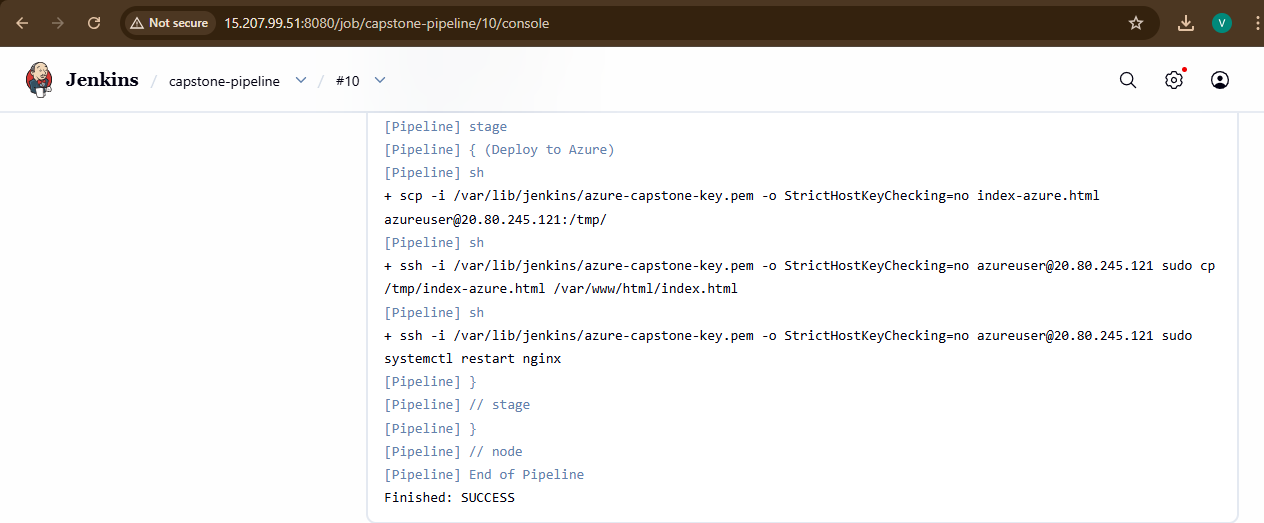 Not secure 15.207.99.51:8080/job/capstone-pipeline/10/console V
Jenkins / capstone-pipeline / #10
[Pipeline] stage
[Pipeline] { (Deploy to Azure)
[Pipeline] sh
+ scp -i /var/lib/jenkins/azure-capstone-key.pem -o StrictHostKeyChecking=no index-azure.html
azureuser@20.80.245.121:/tmp/
[Pipeline] sh
+ ssh -i /var/lib/jenkins/azure-capstone-key.pem -o StrictHostKeyChecking=no azureuser@20.80.245.121 sudo cp
/tmp/index-azure.html /var/www/html/index.html
[Pipeline] sh
+ ssh -i /var/lib/jenkins/azure-capstone-key.pem -o StrictHostKeyChecking=no azureuser@20.80.245.121 sudo
systemctl restart nginx
[Pipeline] }
[Pipeline] // stage
[Pipeline] }
[Pipeline] // node
[Pipeline] End of Pipeline
Finished: SUCCESS